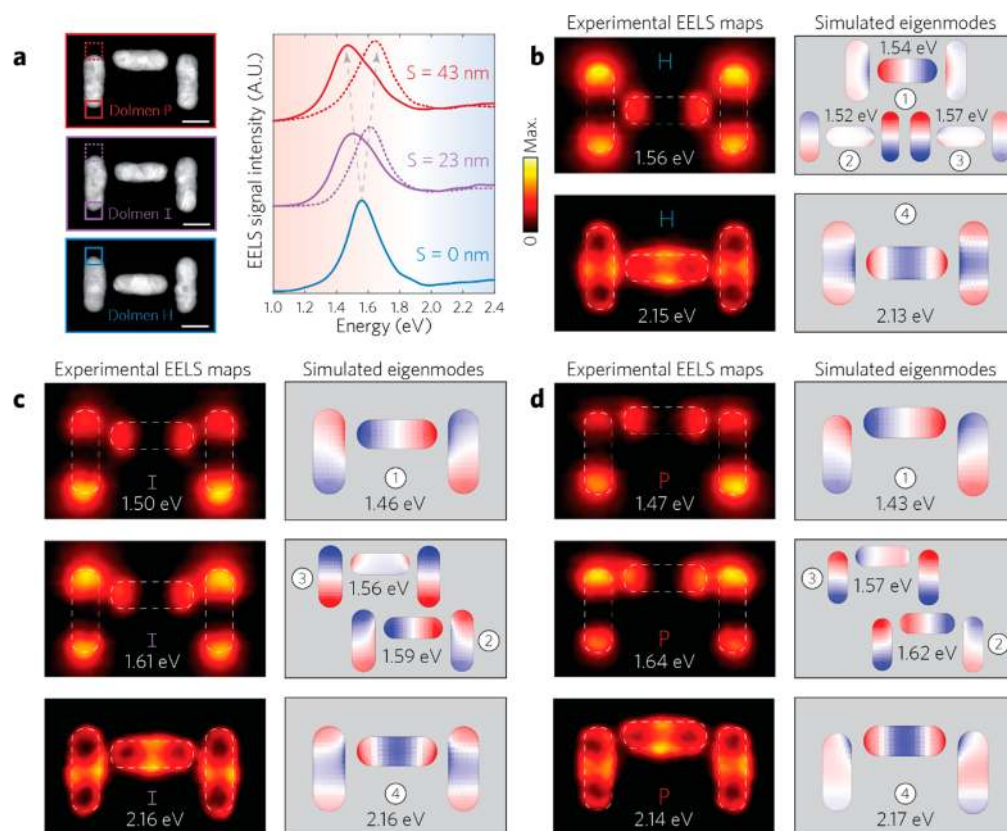 a
Dolmen P
Dolmen I
Dolmen H
EELS signal intensity (A.U.)
S = 43 nm
S = 23 nm
S = 0 nm
1.0 1.2 1.4 1.6 1.8 2.0 2.2 2.4
Energy (eV)
b
Experimental EELS maps
Simulated eigenmodes
Max.
0
H
1.56 eV
1.54 eV
1
1.52 eV
1.57 eV
2
3
H
2.15 eV
4
2.13 eV
c
Experimental EELS maps
Simulated eigenmodes
I
1.50 eV
1
1.46 eV
I
1.61 eV
3
1.56 eV
1.59 eV
2
I
2.16 eV
4
2.16 eV
d
Experimental EELS maps
Simulated eigenmodes
P
1.47 eV
1
1.43 eV
P
1.64 eV
3
1.57 eV
1.62 eV
2
P
2.14 eV
4
2.17 eV